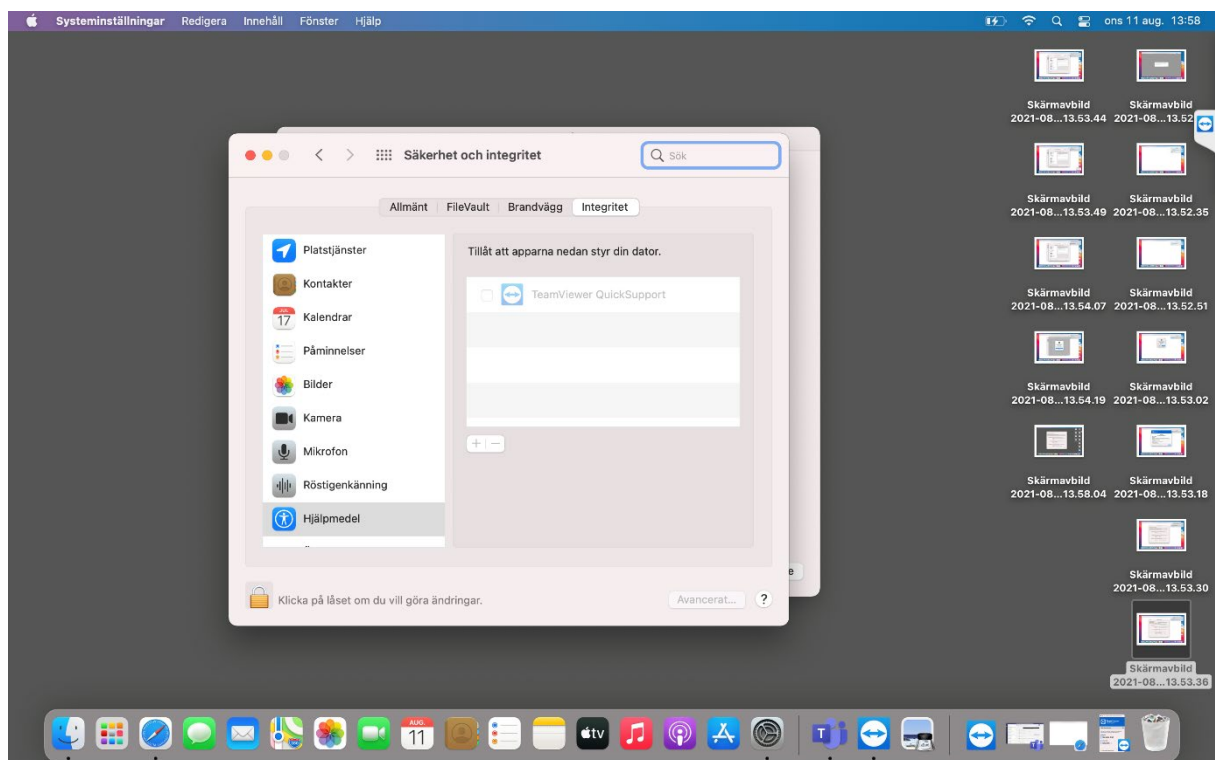 Systeminställningar Redigera Innehåll Fönster Hjälp
ons 11 aug. 13:58
Skärmavbild Skärmavbild
2021-08...13.53.44 2021-08...13.52
Säkerhet och integritet
Sök
Skärmavbild Skärmavbild
2021-08...13.53.49 2021-08...13.52.35
Allmänt FileVault Brandvägg Integritet
Platstjänster
Tillåt att apparna nedan styr din dator.
Kontakter
TeamViewer QuickSupport
Skärmavbild Skärmavbild
2021-08...13.54.07 2021-08...13.52.51
JUL
17
Kalendrar
Påminnelser
Bilder
Skärmavbild Skärmavbild
2021-08...13.54.19 2021-08...13.53.02
Kamera
Mikrofon
Röstigenkänning
Skärmavbild Skärmavbild
2021-08...13.58.04 2021-08...13.53.18
Hjälpmedel
Skärmavbild
2021-08...13.53.30
Klicka på låset om du vill göra ändringar.
Avancerat... ?
e
Skärmavbild
2021-08...13.53.36
AUG.
11
tv
T